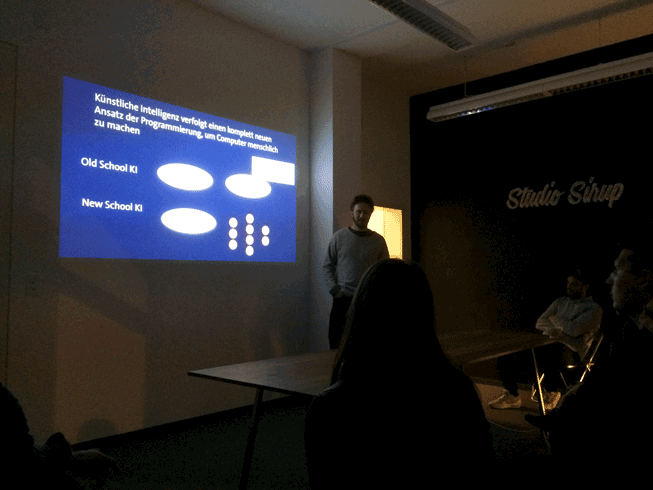 Künstliche Intelligenz verfolgt einen komplett neuen
Ansatz der Programmierung, um Computer menschlich
zu machen
Old School KI
New School KI
Studio Sirup